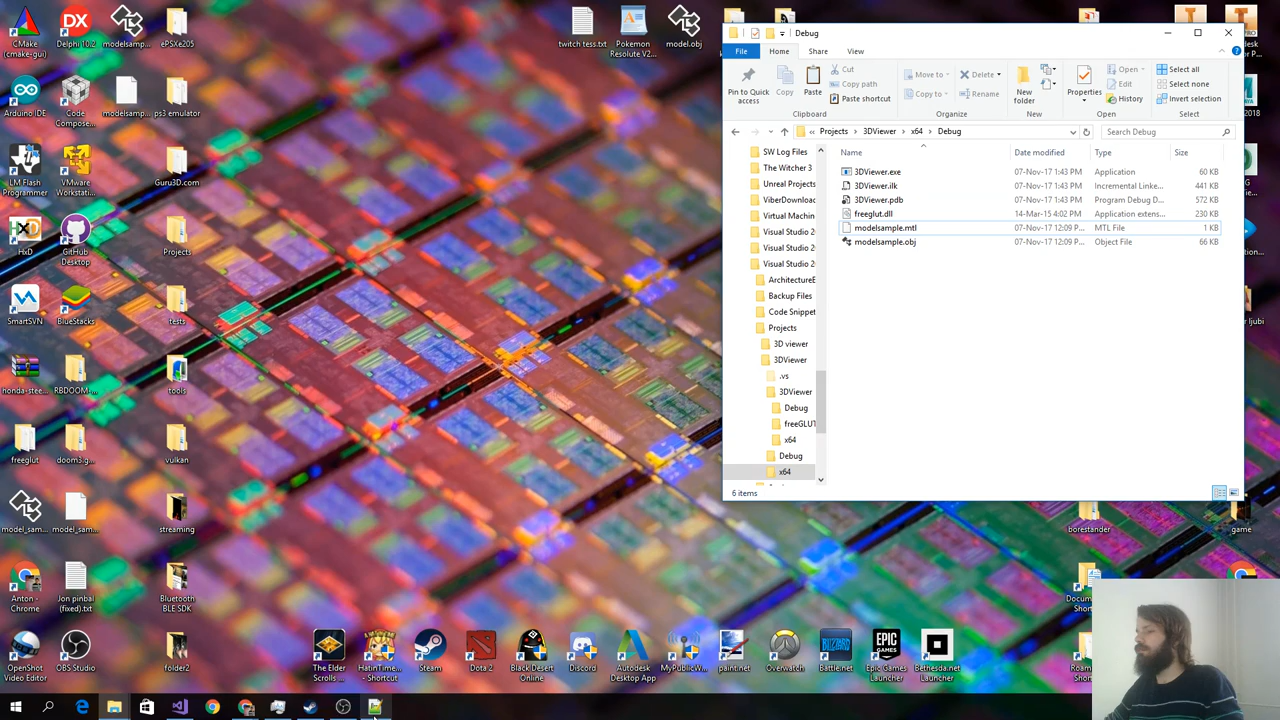 CMake
(cmake-gui)
Delphi 10.2
modelsamp...
ePSXe205
twitch tess.txt
Pokemon
Resolute V2...
model.obj
Arduino IDE
Code
Compose...
modelsamp...
ps3 emulator
LM Flash
Programmer
VMware
Workstati...
Guru3D.com
HxD
GitHub
Desktop
Projects
SmartSVN
BlueStacks
tests
RBDOOM-...
tools
freeglut
vulkan
model_sam...
model_sam...
streaming
Anton -
Chrome
Jon pinbal
(fixed).txt
Bluetooth
BLE SDK
OpenShot
Video Editor
OBS Studio
folder2
The Elder
Scrolls ...
HatinTime...
- Shortcut
Steam
Dota 2
Black Desert
Online
Discord
Autodesk
Desktop App
MyPublicW...
paint.net
Overwatch
Battle.net
Epic Games
Launcher
Bethesda.net
Launcher
Debug
File
Home
Share
View
Pin to Quick
access
Copy
Paste
Cut
Copy path
Paste shortcut
Clipboard
Move to
Copy to
Delete
Rename
Organize
New
folder
New
Properties
Open
Edit
History
Open
Select all
Select none
Invert selection
Select
« Projects > 3DViewer > x64 > Debug
Search Debug
Name
Date modified
Type
Size
3DViewer.exe 07-Nov-17 1:43 PM Application 60 KB
3DViewer.ilk 07-Nov-17 1:43 PM Incremental Linke... 441 KB
3DViewer.pdb 07-Nov-17 1:43 PM Program Debug D... 572 KB
freeglut.dll 14-Mar-15 4:02 PM Application extens... 230 KB
modelsample.mtl 07-Nov-17 12:09 PM MTL File 1 KB
modelsample.obj 07-Nov-17 12:09 PM Object File 66 KB
SW Log Files
The Witcher 3
Unreal Projects
ViberDownload
Virtual Machin
Visual Studio 2
Visual Studio 2
Visual Studio 2
ArchitectureE
Backup Files
Code Snippet
Projects
3D viewer
3DViewer
.vs
3DViewer
Debug
freeGLUT
x64
Debug
x64
6 items
2018
borestander
game